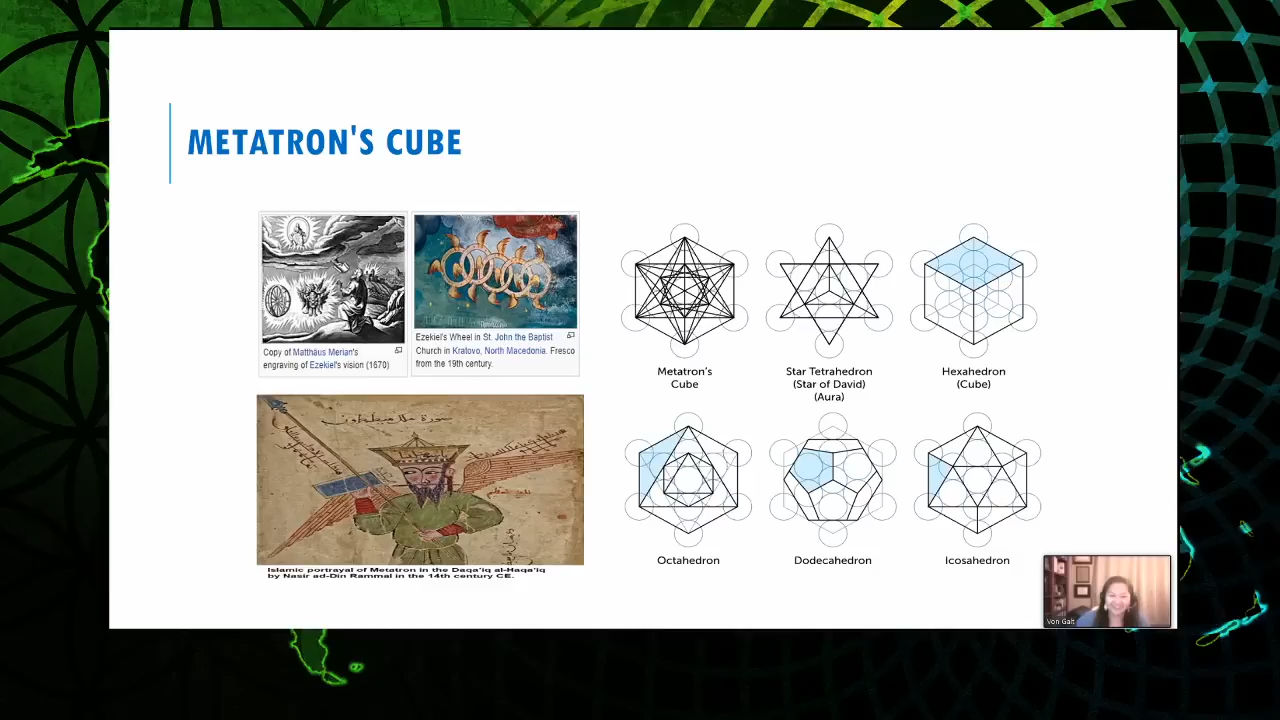 METATRON'S CUBE
Copy of Matthäus Merian's
engraving of Ezekiel's vision (1670)
Ezekiel's Wheel in St. John the Baptist
Church in Kratovo, North Macedonia. Fresco
from the 19th century.
Islamic portrayal of Metatron in the Daqa'iq al-Haqa'iq
by Nasir ad-Din Rammal in the 14th century CE.
Metatron's
Cube
Star Tetrahedron
(Star of David)
(Aura)
Hexahedron
(Cube)
Octahedron
Dodecahedron
Icosahedron
Von Galt